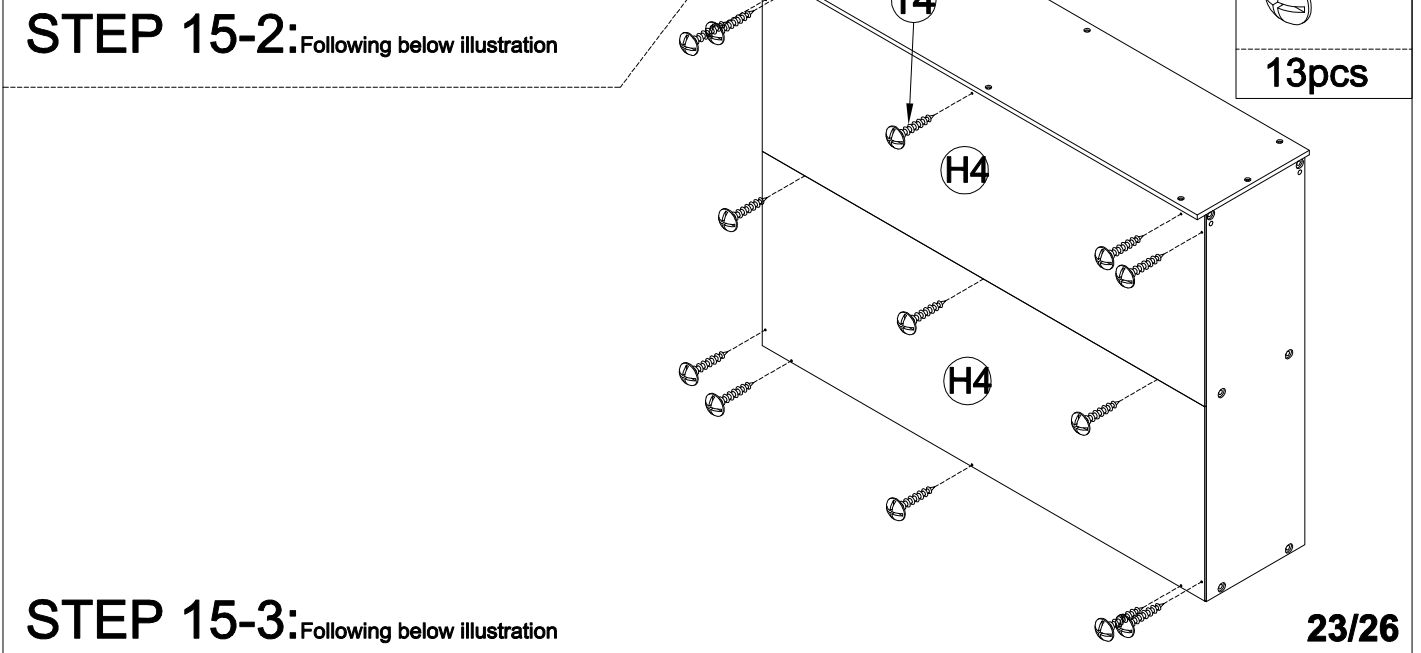 STEP 15-2:Following below illustration
13pcs
H4
H4
STEP 15-3:Following below illustration
23/26